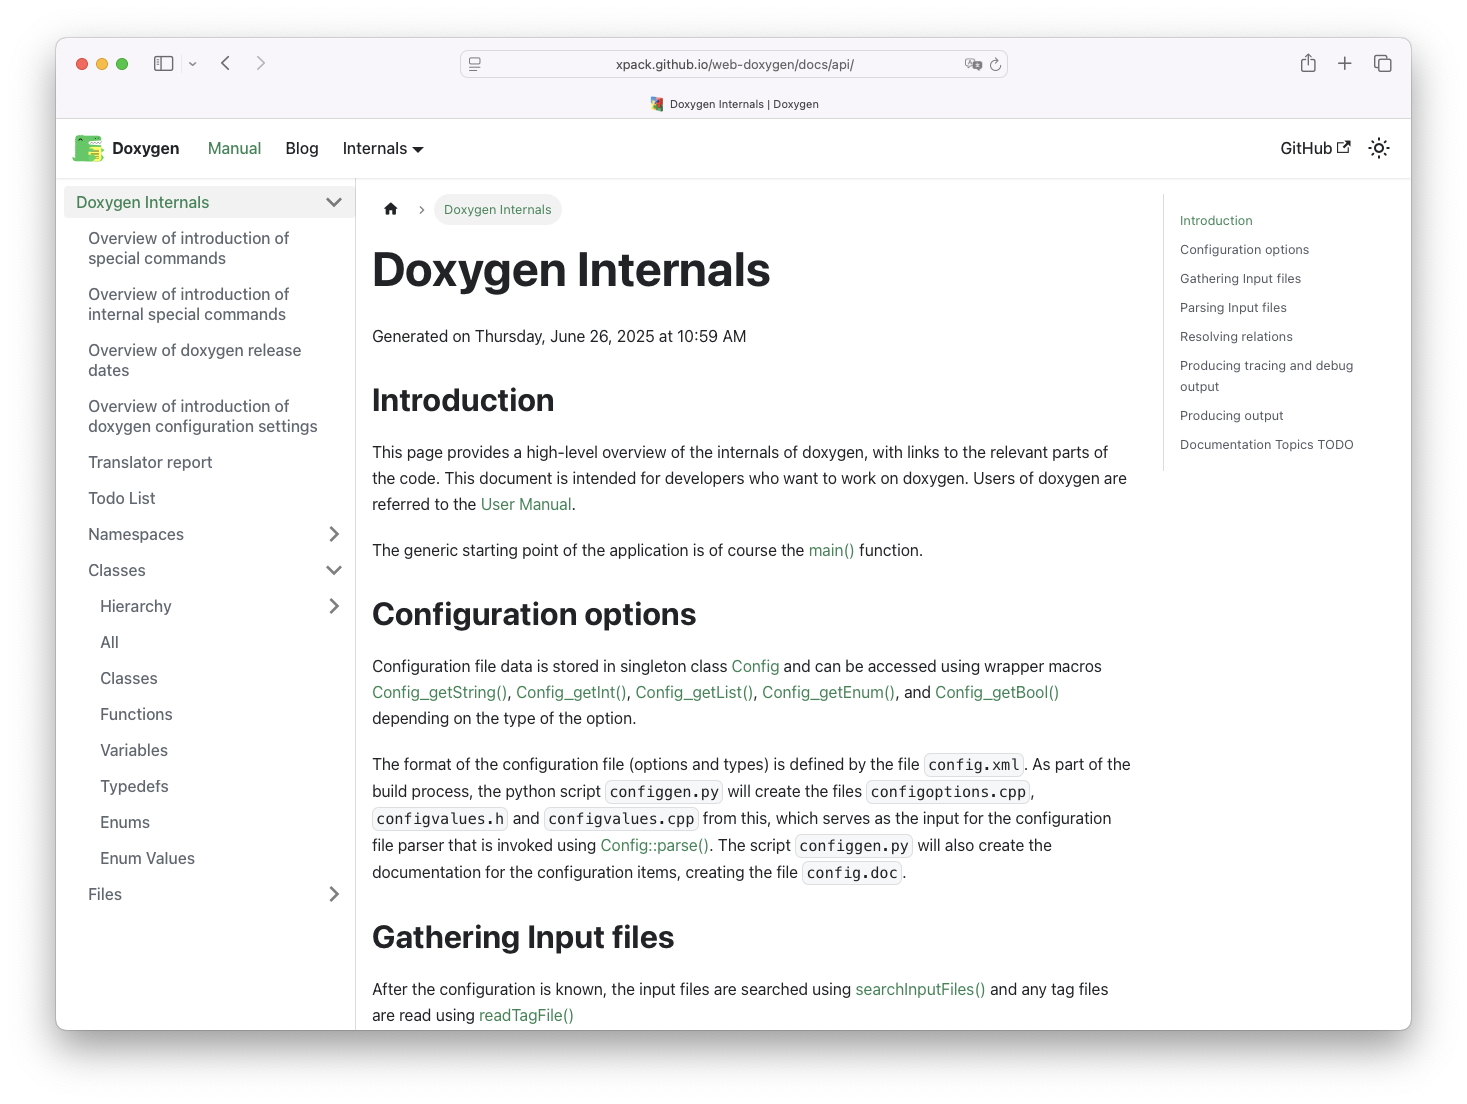 xpack.github.io/web-doxygen/docs/api/
Doxygen Internals | Doxygen
Doxygen
Manual
Blog
Internals
GitHub
Doxygen Internals
Overview of introduction of
special commands
Overview of introduction of
internal special commands
Overview of doxygen release
dates
Overview of introduction of
doxygen configuration settings
Translator report
Todo List
Namespaces
Classes
Hierarchy
All
Classes
Functions
Variables
Typedefs
Enums
Enum Values
Files
Doxygen Internals
Doxygen Internals
Generated on Thursday, June 26, 2025 at 10:59 AM
Introduction
This page provides a high-level overview of the internals of doxygen, with links to the relevant parts of
the code. This document is intended for developers who want to work on doxygen. Users of doxygen are
referred to the User Manual.
The generic starting point of the application is of course the main() function.
Configuration options
Configuration file data is stored in singleton class Config and can be accessed using wrapper macros
Config_getString(), Config_getInt(), Config_getList(), Config_getEnum(), and Config_getBool()
depending on the type of the option.
The format of the configuration file (options and types) is defined by the file config.xml. As part of the
build process, the python script configgen.py will create the files configoptions.cpp,
configvalues.h and configvalues.cpp from this, which serves as the input for the configuration
file parser that is invoked using Config::parse(). The script configgen.py will also create the
documentation for the configuration items, creating the file config.doc.
Gathering Input files
After the configuration is known, the input files are searched using searchInputFiles() and any tag files
are read using readTagFile()
Introduction
Configuration options
Gathering Input files
Parsing Input files
Resolving relations
Producing tracing and debug
output
Producing output
Documentation Topics TODO